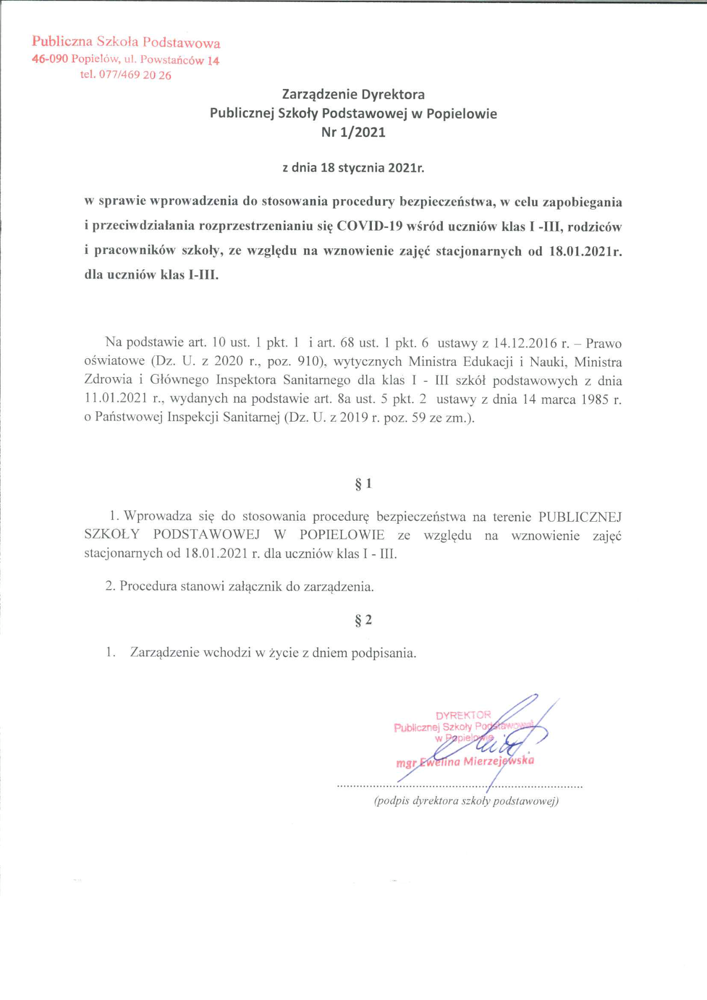 Publiczna Szkoła Podstawowa
46-090 Popielów, ul. Powstańców 14
tel. 077/469 20 26
Zarządzenie Dyrektora
Publicznej Szkoły Podstawowej w Popielowie
Nr 1/2021
z dnia 18 stycznia 2021r.
w sprawie wprowadzenia do stosowania procedury bezpieczeństwa, w celu zapobiegania
i przeciwdziałania rozprzestrzenianiu się COVID-19 wśród uczniów klas I -III, rodziców
i pracowników szkoły, ze względu na wznowienie zajęć stacjonarnych od 18.01.2021r.
dla uczniów klas I-III.
Na podstawie art. 10 ust. 1 pkt. 1 i art. 68 ust. 1 pkt. 6 ustawy z 14.12.2016 r. – Prawo
oświatowe (Dz. U. z 2020 r., poz. 910), wytycznych Ministra Edukacji i Nauki, Ministra
Zdrowia i Głównego Inspektora Sanitarnego dla klas I - III szkół podstawowych z dnia
11.01.2021 r., wydanych na podstawie art. 8a ust. 5 pkt. 2 ustawy z dnia 14 marca 1985 r.
o Państwowej Inspekcji Sanitarnej (Dz. U. z 2019 r. poz. 59 ze zm.).
§ 1
1. Wprowadza się do stosowania procedurę bezpieczeństwa na terenie PUBLICZNEJ
SZKOŁY PODSTAWOWEJ W POPIELOWIE ze względu na wznowienie zajęć
stacjonarnych od 18.01.2021 r. dla uczniów klas I - III.
2. Procedura stanowi załącznik do zarządzenia.
§ 2
1. Zarządzenie wchodzi w życie z dniem podpisania.
DYREKTOR
Publicznej Szkoły Podstawowej
w Popielowie
mgr Ewelina Mierzejewska
(podpis dyrektora szkoły podstawowej)